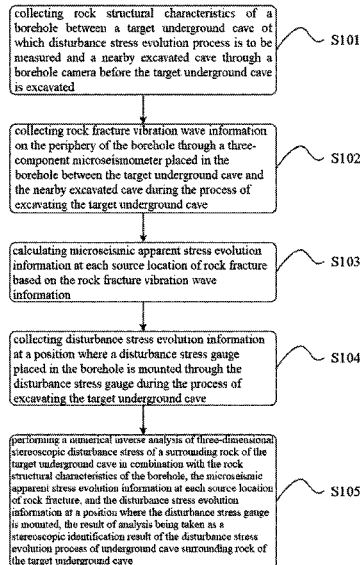 collecting rock structural characteristics of a
borehole between a target underground cave of
which disturbance stress evolution process is to be
measured and a nearby excavated cave through a
borehole camera before the target underground cave
is excavated
S101
collecting rock fracture vibration wave information
on the periphery of the borehole through a three-
component microseismometer placed in the
borehole between the target underground cave and
the nearby excavated cave during the process of
excavating the target underground cave
S102
calculating microseismic apparent stress evolution
information at each source location of rock fracture
based on the rock fracture vibration wave
information
S103
collecting disturbance stress evolution information
at a position where a disturbance stress gauge
placed in the borehole is mounted through the
disturbance stress gauge during the process of
excavating the target underground cave
S104
performing a numerical inverse analysis of three-dimensional
stereoscopic disturbance stress of a surrounding rock of the
target underground cave in combination with the rock
structural characteristics of the borehole, the microseismic
apparent stress evolution information at each source location
of rock fracture, and the disturbance stress evolution
information at a position where the disturbance stress gauge
is mounted, the result of analysis being taken as a
stereoscopic identification result of the disturbance stress
evolution process of underground cave surrounding rock of
the target underground cave
S105